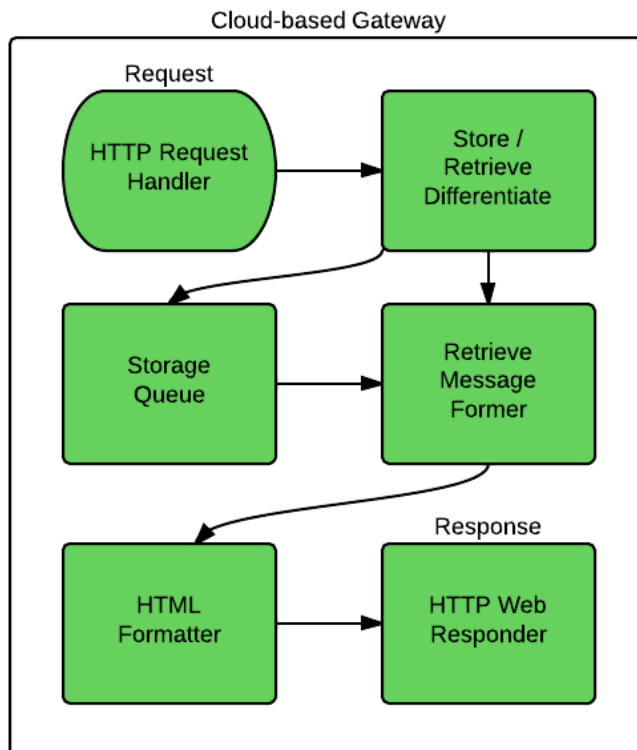 Cloud-based Gateway
Request
HTTP Request
Handler
Store /
Retrieve
Differentiate
Storage
Queue
Retrieve
Message
Former
HTML
Formatter
Response
HTTP Web
Responder